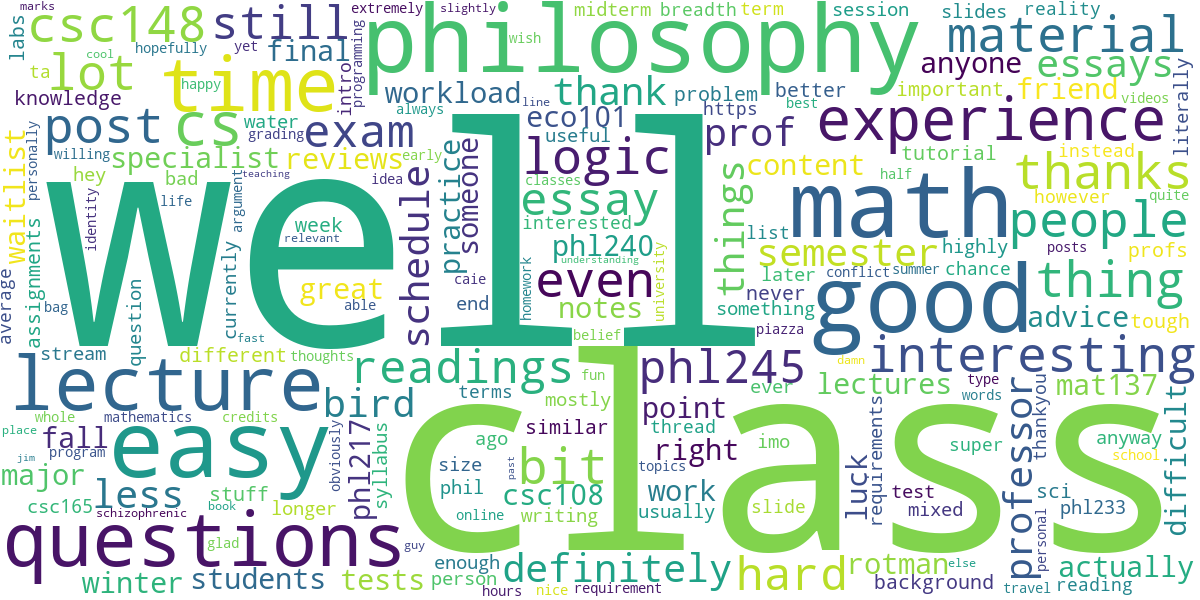 marks
extremely
slightly
csc148
still
philosophy
midterm
breadth
term
session
slides
reality
labs
hopefully
yet
final
wish
material
ta
cool
lot
time
happy
intro
programming
workload
thank
problem
better
anyone
essays
literally
knowledge
always
line
https
best
important
friend
videos
post
cs
water
grading
exam
eco101
useful
prof
experience
waitlist
personally
willing
specialist
reviews
early
practice
someone
logic
content
tutorial
instead
thanks
hey
bad
idea
teaching
classes
things
half
however
quite
well
life
identity
argument
week
relevant
schedule
essay
interested
math
people
list
phl240
semester
highly
posts
profs
average
assignments
currently
great
able
caie
understanding
even
university
later
conflict
summer
chance
thing
bag
question
end
homework
notes
something
never
good
advice
tough
fast
belief
piazza
stream
different
thoughts
readings
fun
phl245
damn
interesting
lecture
bird
terms
mostly
ever
lectures
type
words
mat137
whole
mathematics
credits
easy
point
thread
professor
thankyou
place
fall
program
obviously
phl217
syllabus
ago
similar
right
imo
requirements
super
anyway
school
difficult
jim
major
less
size
past
bit
topics
luck
class
stuff
book
phil
csc108
work
test
sci
csc165
schizophrenic
longer
online
writing
usually
slide
mixed
phl233
questions
glad
guy
enough
definitely
hard
rotman
else
personal
actually
winter
students
tests
person
hours
nice
requirement
background
travel
reading